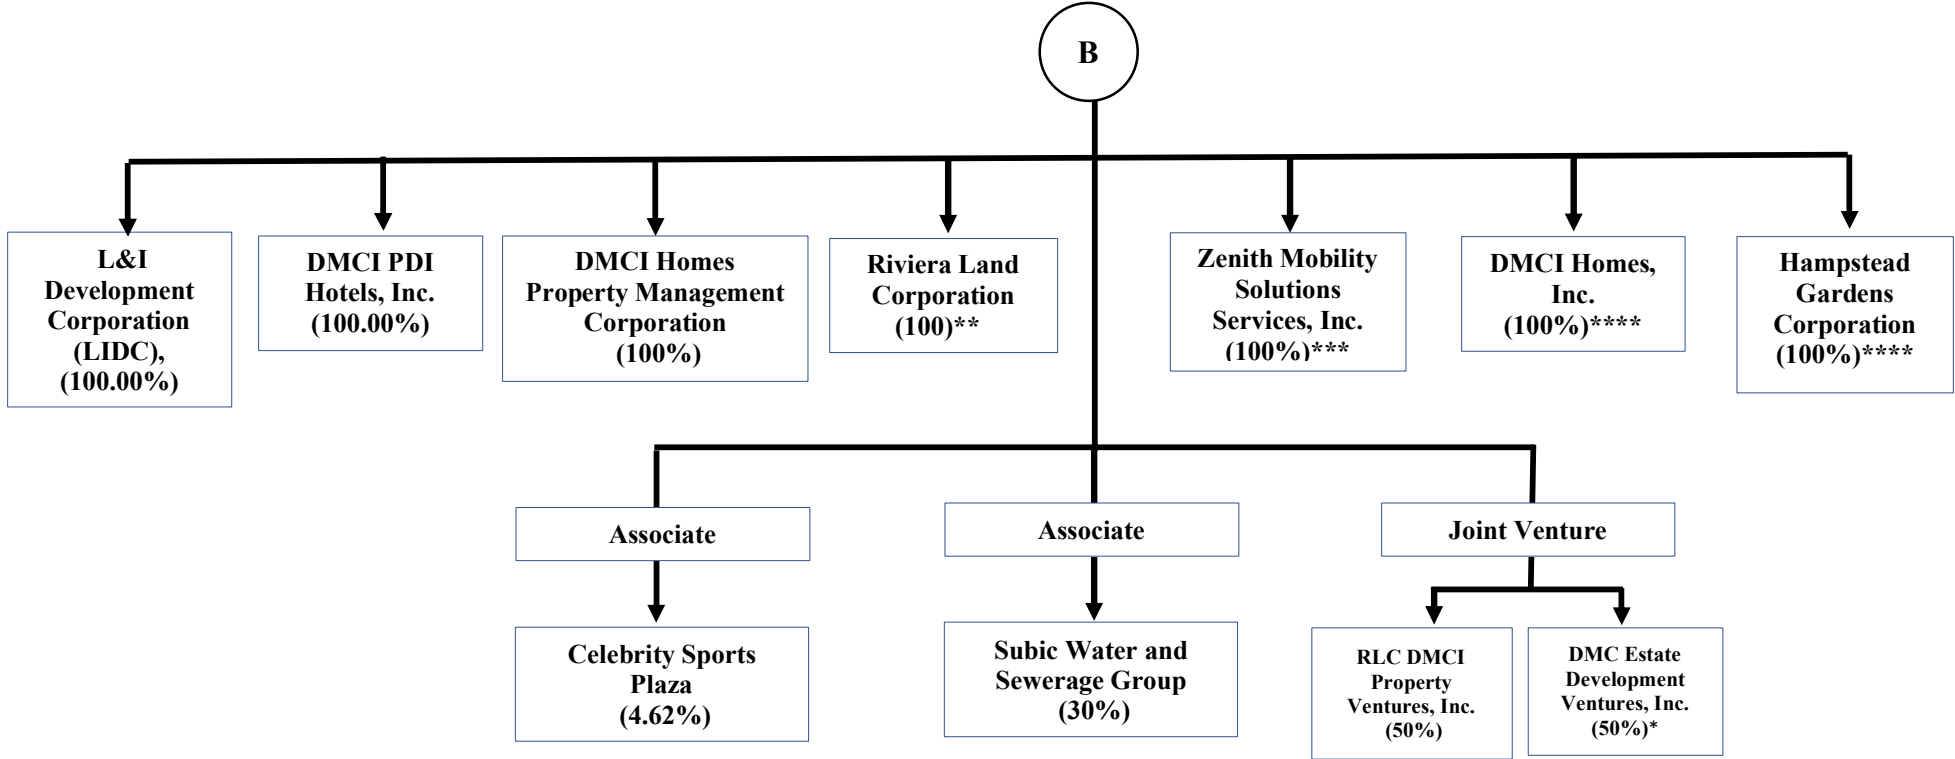 B
L&I
Development
Corporation
(LIDC),
(100.00%)
DMCI PDI
Hotels, Inc.
(100.00%)
DMCI Homes
Property Management
Corporation
(100%)
Riviera Land
Corporation
(100)**
Zenith Mobility
Solutions
Services, Inc.
(100%)***
DMCI Homes,
Inc.
(100%)****
Hampstead
Gardens
Corporation
(100%)****
Associate
Associate
Joint Venture
Celebrity Sports
Plaza
(4.62%)
Subic Water and
Sewerage Group
(30%)
RLC DMCI
Property
Ventures, Inc.
(50%)
DMC Estate
Development
Ventures, Inc.
(50%)*